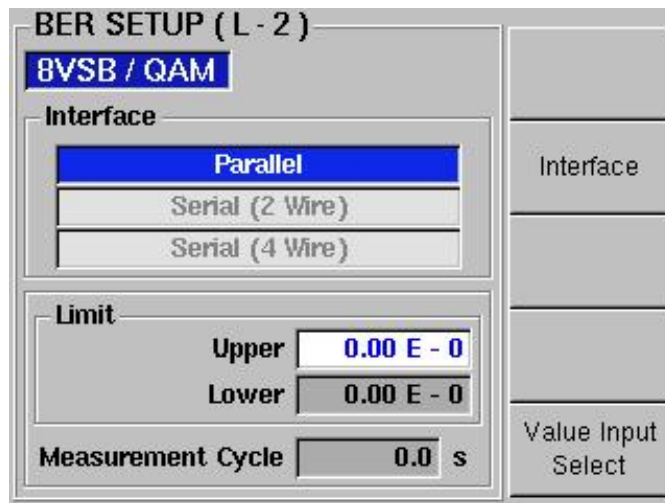 BER SETUP ( L - 2 )
8VSB / QAM
Interface
Parallel
Serial (2 Wire)
Serial (4 Wire)
Limit
Upper 0.00 E - 0
Lower 0.00 E - 0
Measurement Cycle 0.0 s
Interface
Value Input
Select